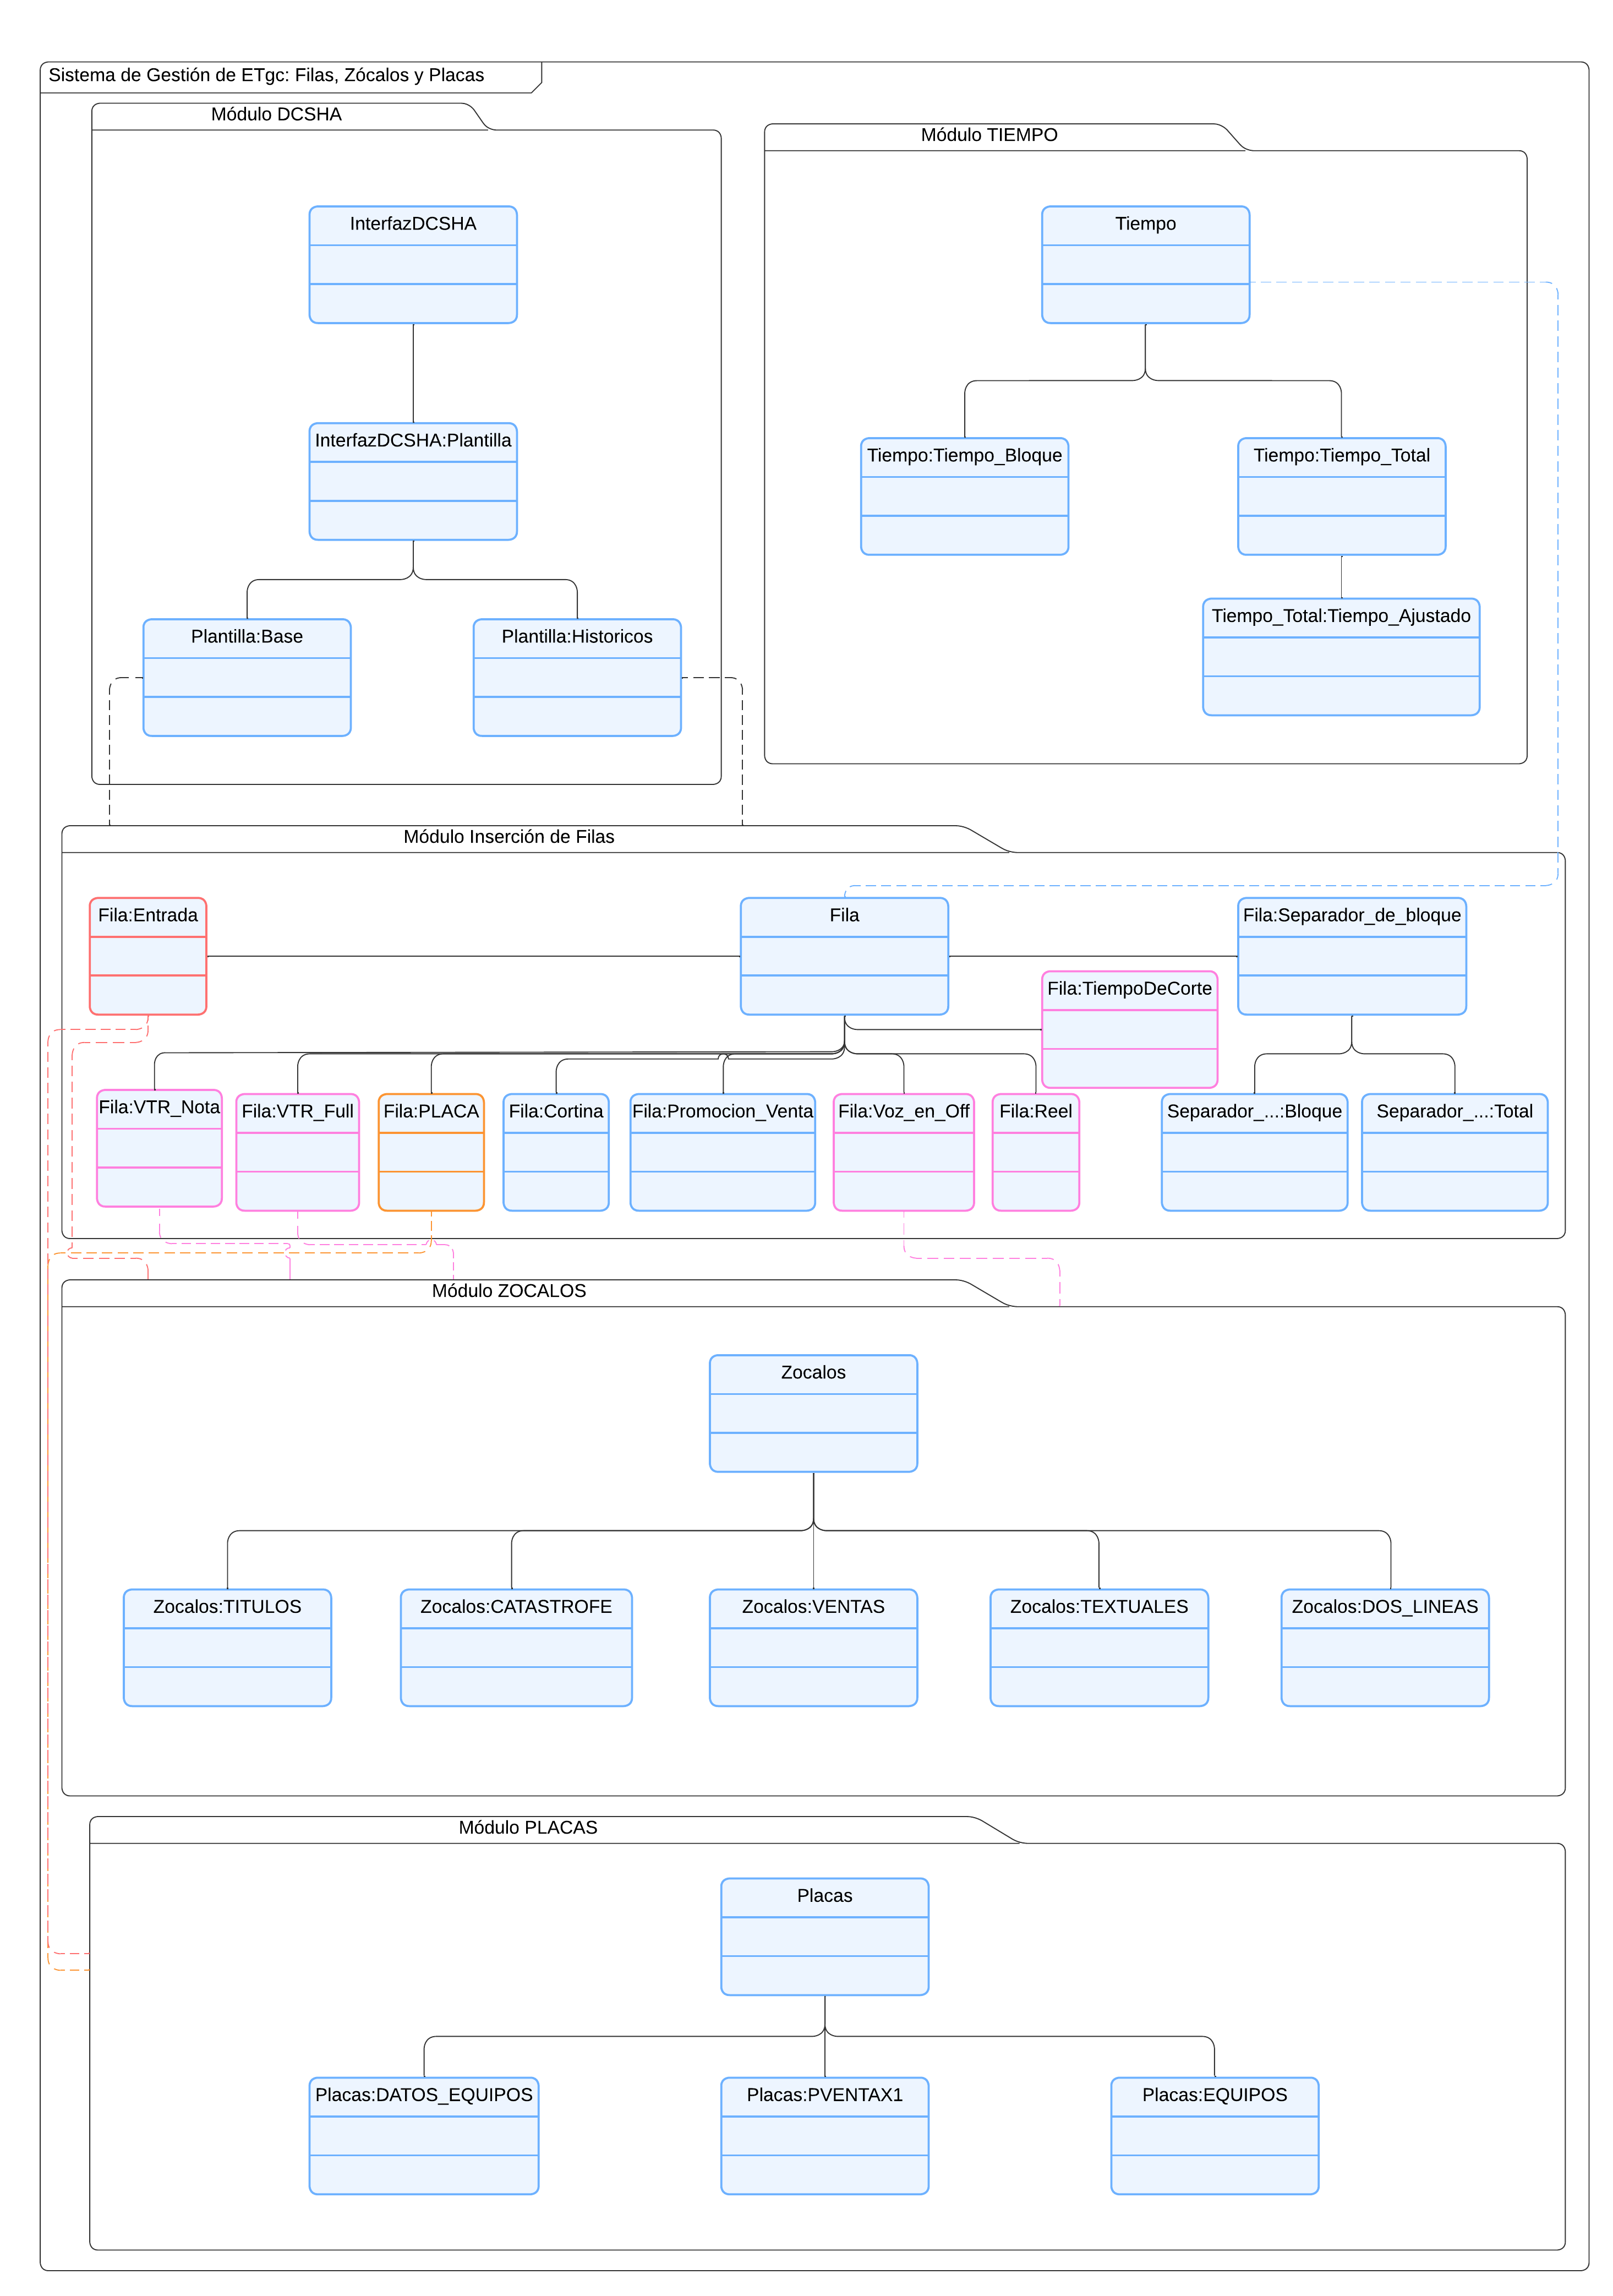 Sistema de Gestión de ETgc: Filas, Zócalos y Placas
Módulo DCSHA
InterfazDCSHA
InterfazDCSHA:Plantilla
Plantilla:Base
Plantilla:Historicos
Módulo TIEMPO
Tiempo
Tiempo:Tiempo_Bloque
Tiempo:Tiempo_Total
Tiempo_Total:Tiempo_Ajustado
Módulo Inserción de Filas
Fila:Entrada
Fila
Fila:Separador_de_bloque
Fila:TiempoDeCorte
Fila:VTR_Nota
Fila:VTR_Full
Fila:PLACA
Fila:Cortina
Fila:Promocion_Venta
Fila:Voz_en_Off
Fila:Reel
Separador_...:Bloque
Separador_...:Total
Módulo ZOCALOS
Zocalos
Zocalos:TITULOS
Zocalos:CATASTROFE
Zocalos:VENTAS
Zocalos:TEXTUALES
Zocalos:DOS_LINEAS
Módulo PLACAS
Placas
Placas:DATOS_EQUIPOS
Placas:PVENTAX1
Placas:EQUIPOS